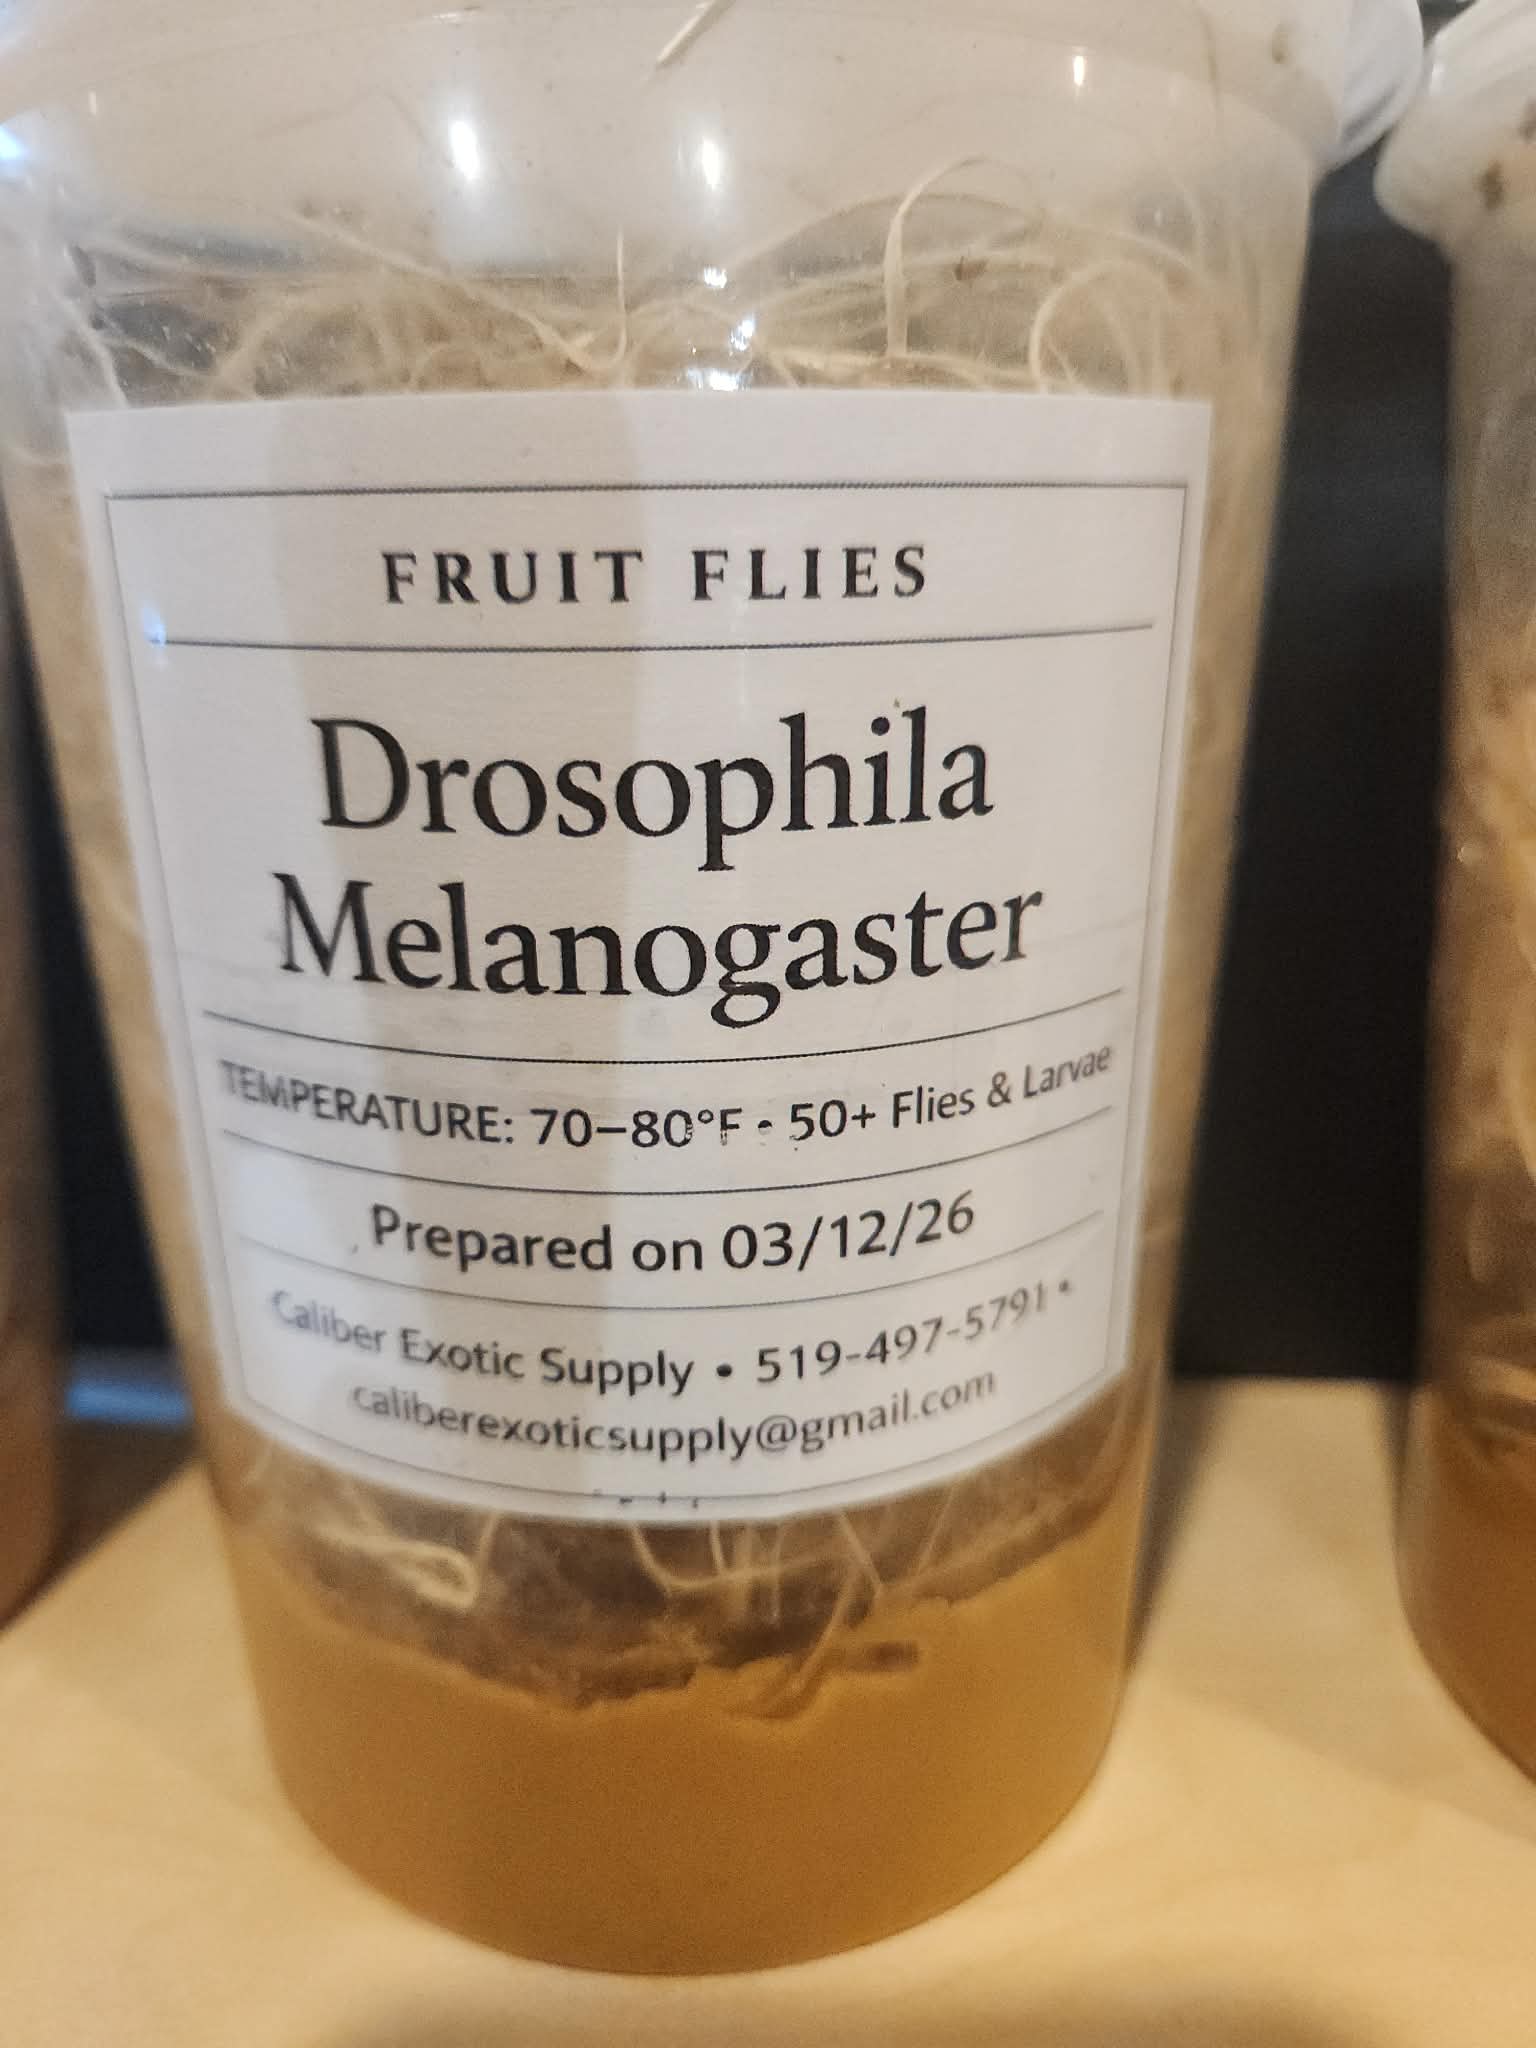 FRUIT FLIES
Drosophila
Melanogaster
TEMPERATURE: 70–80°F • 50+ Flies & Larvae
Prepared on 03/12/26
Caliber Exotic Supply • 519-497-5791 •
caliberexoticsupply@gmail.com